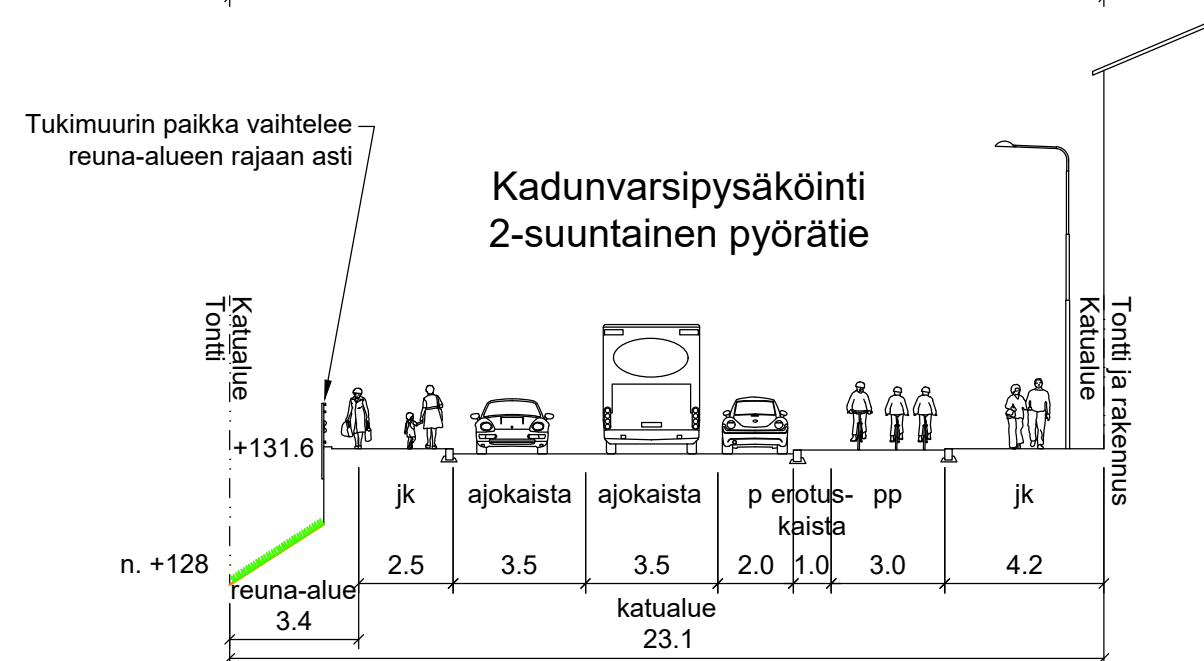 Tukimuurin paikka vaihtelee
reuna-alueen rajaan asti
Kadunvarsipysäköinti
2-suuntainen pyörätie
Tontti
Katualue
Katualue
Tontti ja rakennus
+131.6
jk
ajokaista
ajokaista
p
erotus-
kaista
pp
jk
n. +128
2.5
3.5
3.5
2.0
1.0
3.0
4.2
reuna-alue
3.4
katualue
23.1